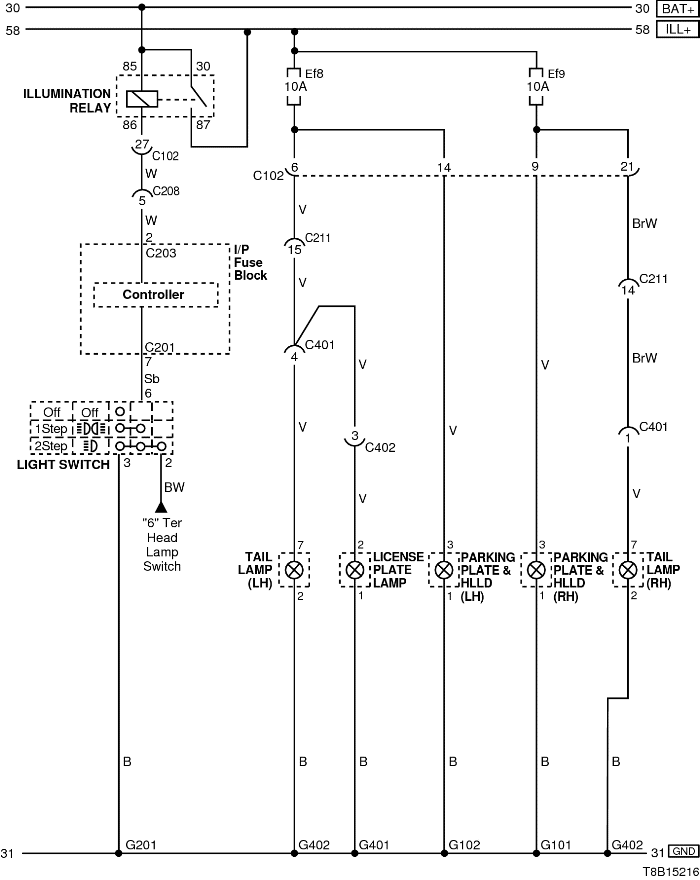 30 30 BAT+
58 58 ILL+
85 30 Ef8 Ef9
10A 10A
ILLUMINATION
RELAY
86 87
27 C102
6 14 9 21
C102
W
C208
5
V
W
BrW
2
C203
I/P
Fuse
Block
C211
15
C211
14
V
Controller
C201
7
C401
4
BrW
V
V
Sb
6
Off Off
1Step
2Step
V
3
C402
V
C401
1
LIGHT SWITCH
3 2
BW
V
V
"6" Ter
Head
Lamp
Switch
7 2 3 3 7
TAIL
LAMP
(LH)
LICENSE
PLATE
LAMP
PARKING
PLATE &
HLLD
(LH)
PARKING
PLATE &
HLLD
(RH)
TAIL
LAMP
(RH)
2 1 1 1 2
B B B B B B
31 G201 G402 G401 G102 G101 G402 31 GND
T8B15216